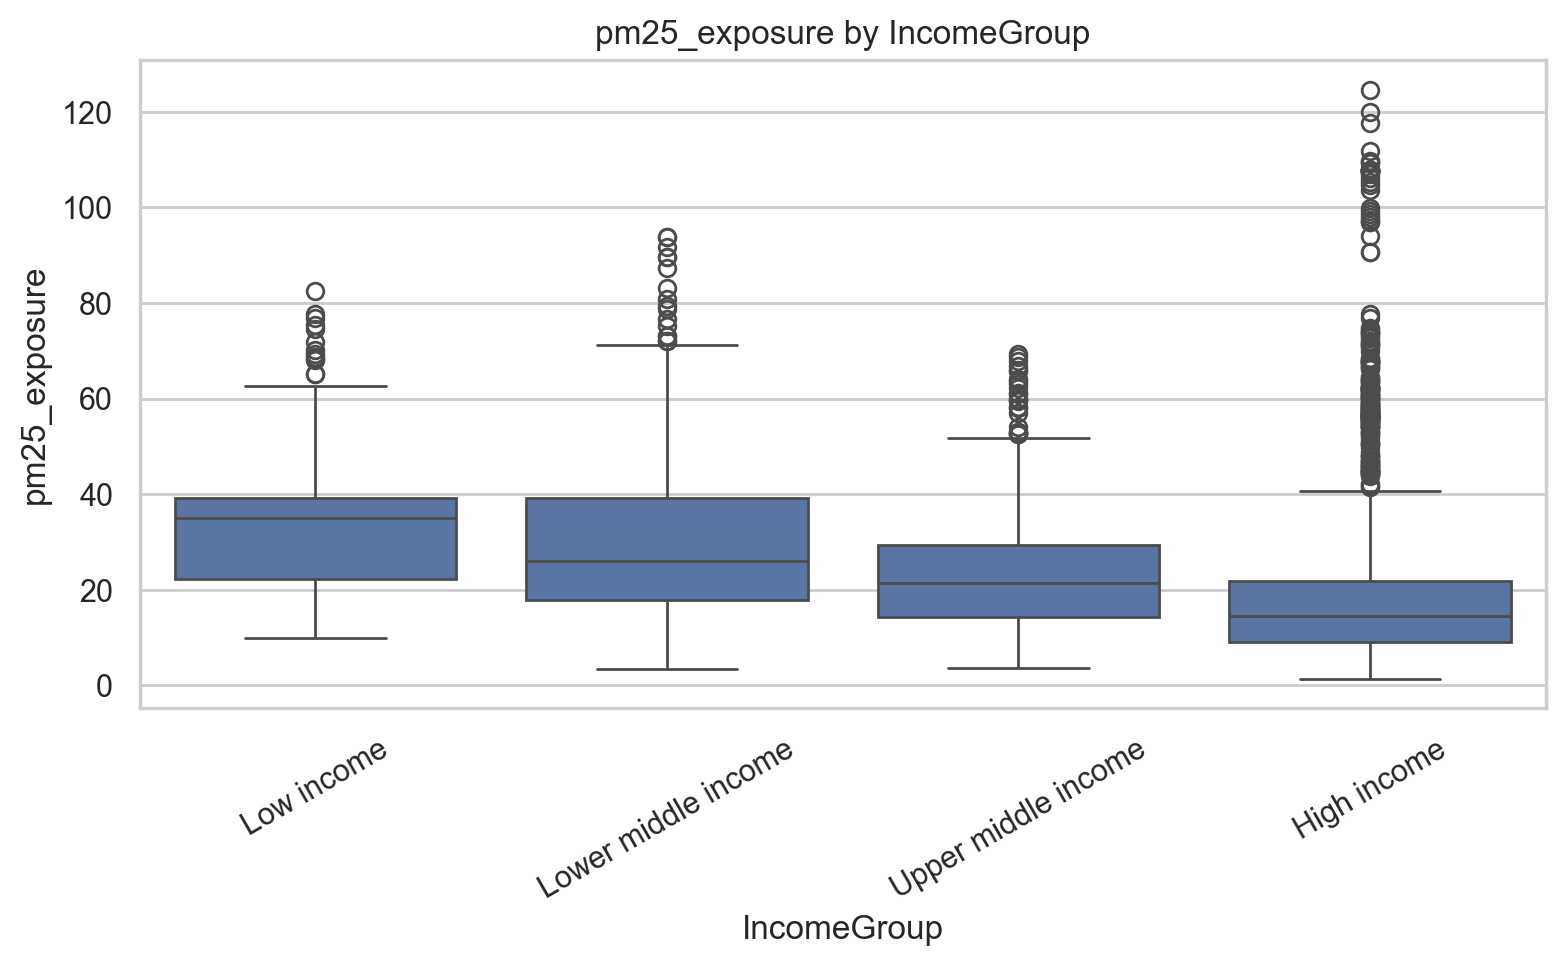 pm25_exposure by IncomeGroup
pm25_exposure
120
100
80
60
40
20
0
Low income
Lower middle income
Upper middle income
High income
IncomeGroup